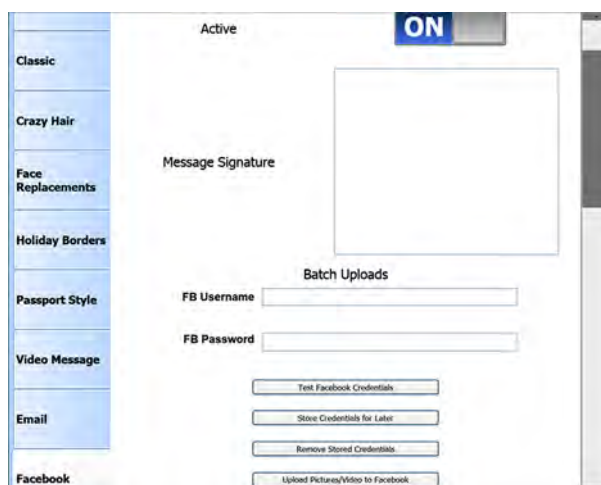 Active
ON
Classic
Crazy Hair
Face
Replacements
Message Signature
Holiday Borders
Batch Uploads
FB Username
Passport Style
FB Password
Video Message
Test Facebook Credentials
Email
Store Credentials for Later
Remove Stored Credentials
Facebook
Upload Pictures/Video to Facebook